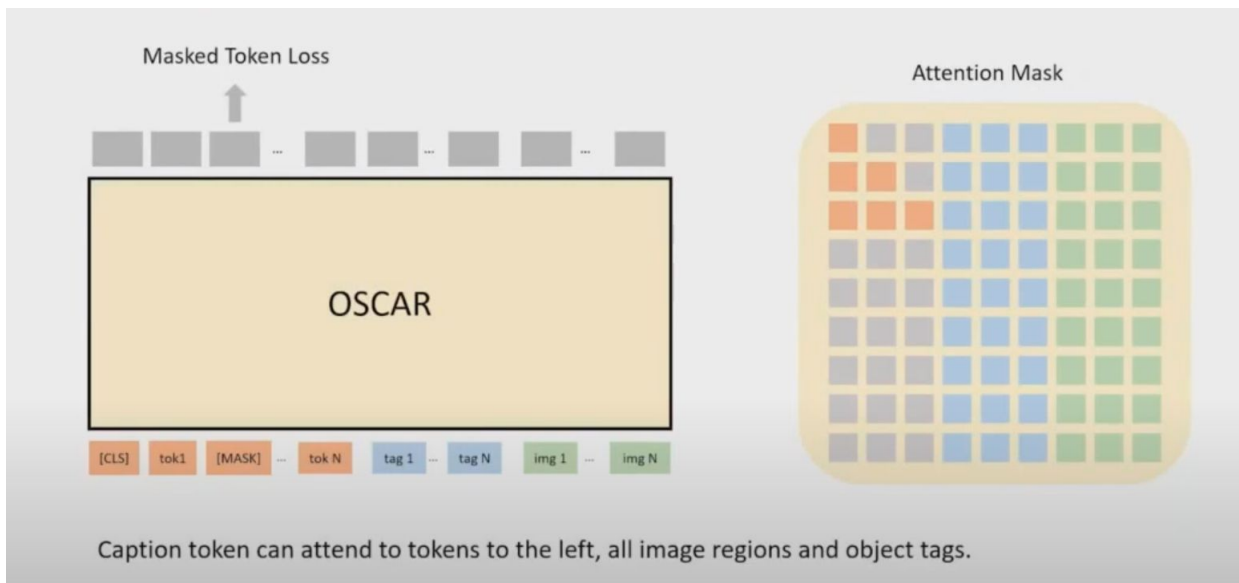 Masked Token Loss
Attention Mask
... ... ...
OSCAR
[CLS] tok1 [MASK] ... tok N tag 1 ... tag N img 1 ... img N
Caption token can attend to tokens to the left, all image regions and object tags.